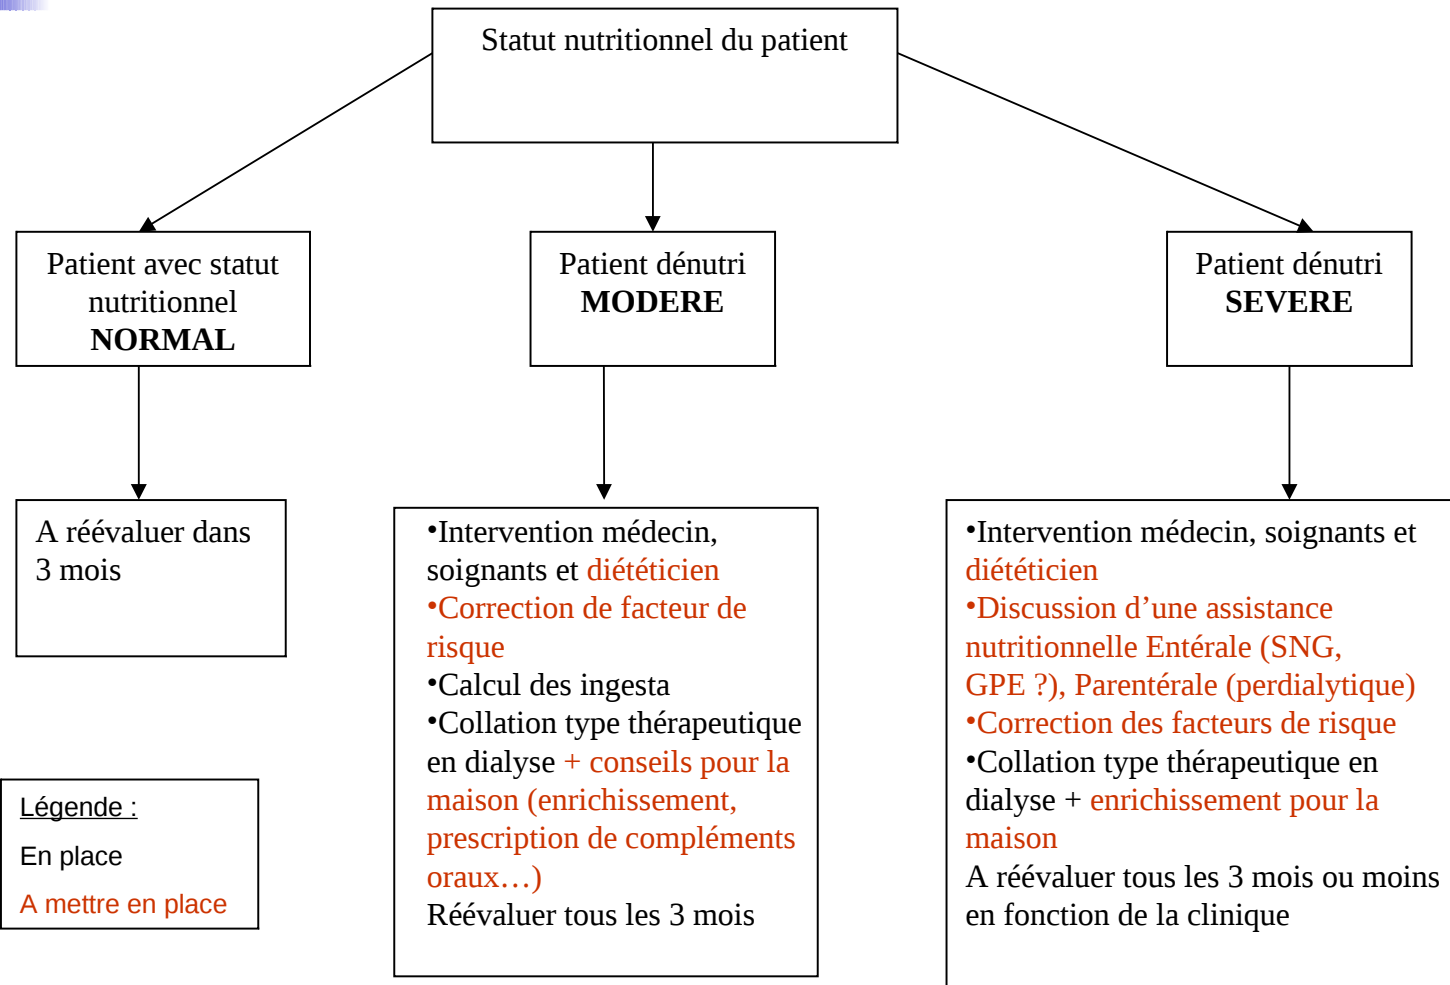 Statut nutritionnel du patient
Patient avec statut
nutritionnel
NORMAL
Patient dénutri
MODERE
Patient dénutri
SEVERE
A réévaluer dans
3 mois
•Intervention médecin,
soignants et diététicien
•Correction de facteur de
risque
•Calcul des ingesta
•Collation type thérapeutique
en dialyse + conseils pour la
maison (enrichissement,
prescription de compléments
oraux…)
Réévaluer tous les 3 mois
•Intervention médecin, soignants et
diététicien
•Discussion d’une assistance
nutritionnelle Entérale (SNG,
GPE ?), Parentérale (perdialytique)
•Correction des facteurs de risque
•Collation type thérapeutique en
dialyse + enrichissement pour la
maison
A réévaluer tous les 3 mois ou moins
en fonction de la clinique
Légende :
En place
A mettre en place